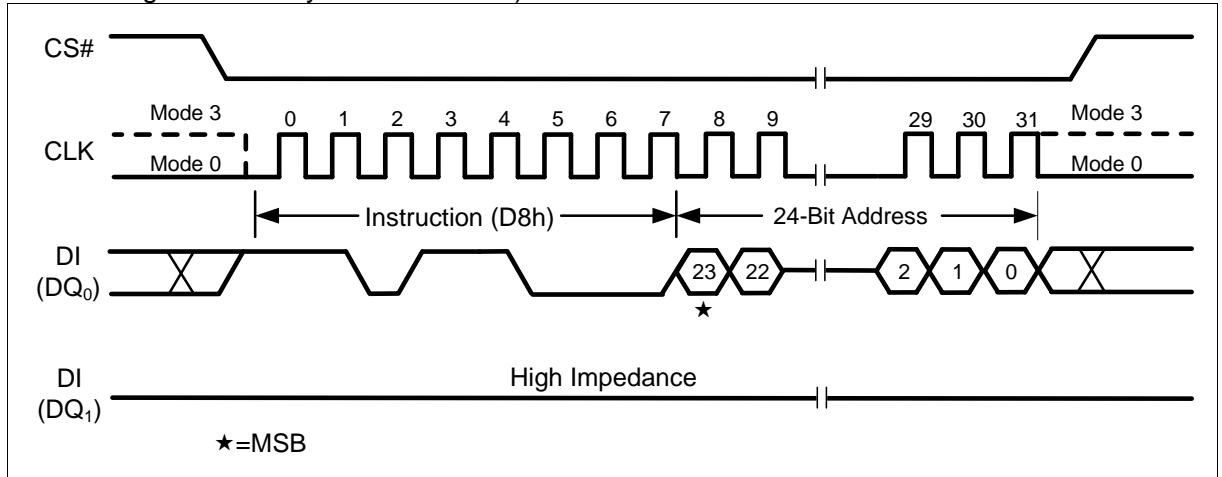 CS#
Mode 3 0 1 2 3 4 5 6 7 8 9 29 30 31 Mode 3
CLK
Mode 0 Mode 0
Instruction (D8h) 24-Bit Address
DI
(DQ₀)
23 22 2 1 0
★
DI
(DQ₁)
High Impedance
★=MSB